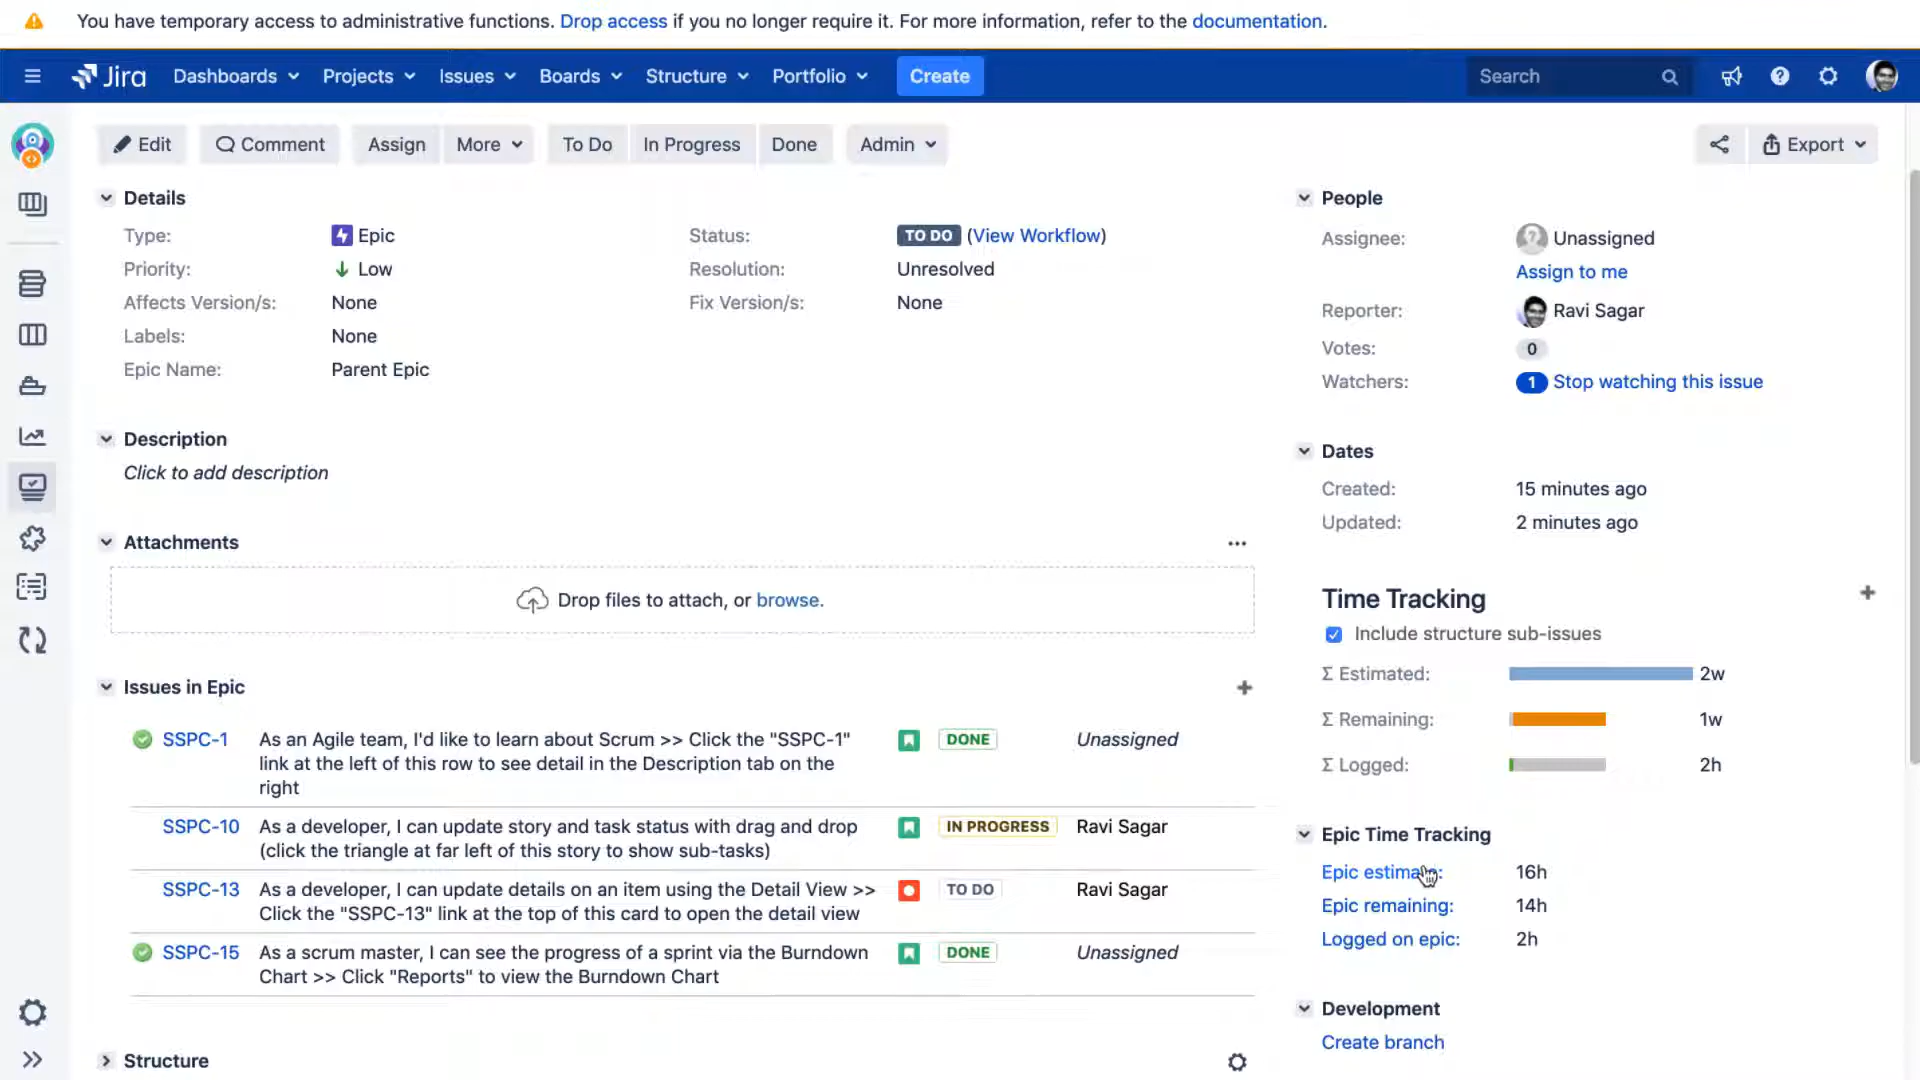 You have temporary access to administrative functions. Drop access if you no longer require it. For more information, refer to the documentation.
Jira Dashboards Projects Issues Boards Structure Portfolio Create Search
Edit Comment Assign More To Do In Progress Done Admin Export
Details
Type: Epic Status: TO DO (View Workflow)
Priority: Low Resolution: Unresolved
Affects Version/s: None Fix Version/s: None
Labels: None
Epic Name: Parent Epic
Description
Click to add description
Attachments
Drop files to attach, or browse.
Issues in Epic
SSPC-1 As an Agile team, I'd like to learn about Scrum >> Click the "SSPC-1" DONE Unassigned
link at the left of this row to see detail in the Description tab on the
right
SSPC-10 As a developer, I can update story and task status with drag and drop IN PROGRESS Ravi Sagar
(click the triangle at far left of this story to show sub-tasks)
SSPC-13 As a developer, I can update details on an item using the Detail View >> TO DO Ravi Sagar
Click the "SSPC-13" link at the top of this card to open the detail view
SSPC-15 As a scrum master, I can see the progress of a sprint via the Burndown DONE Unassigned
Chart >> Click "Reports" to view the Burndown Chart
Structure
People
Assignee: Unassigned
Assign to me
Reporter: Ravi Sagar
Votes: 0
Watchers: 1 Stop watching this issue
Dates
Created: 15 minutes ago
Updated: 2 minutes ago
Time Tracking
Include structure sub-issues
Σ Estimated: 2w
Σ Remaining: 1w
Σ Logged: 2h
Epic Time Tracking
Epic estimate: 16h
Epic remaining: 14h
Logged on epic: 2h
Development
Create branch